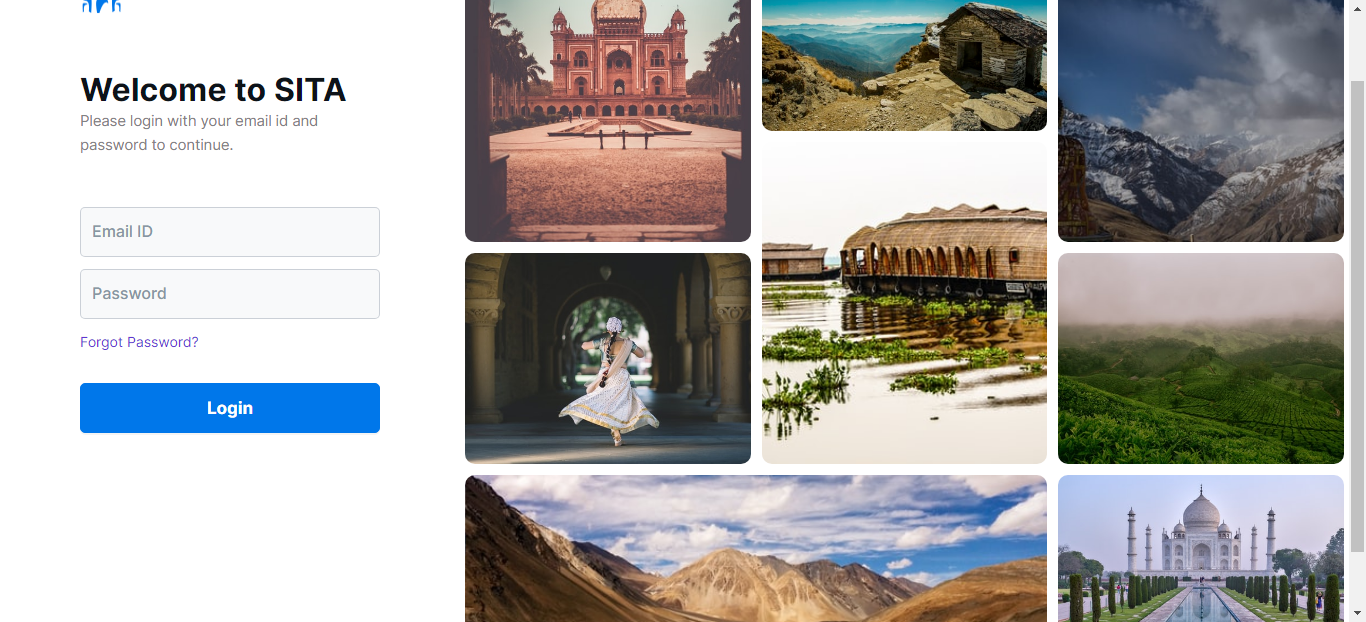 Welcome to SITA
Please login with your email id and
password to continue.
Email ID
Password
Forgot Password?
Login